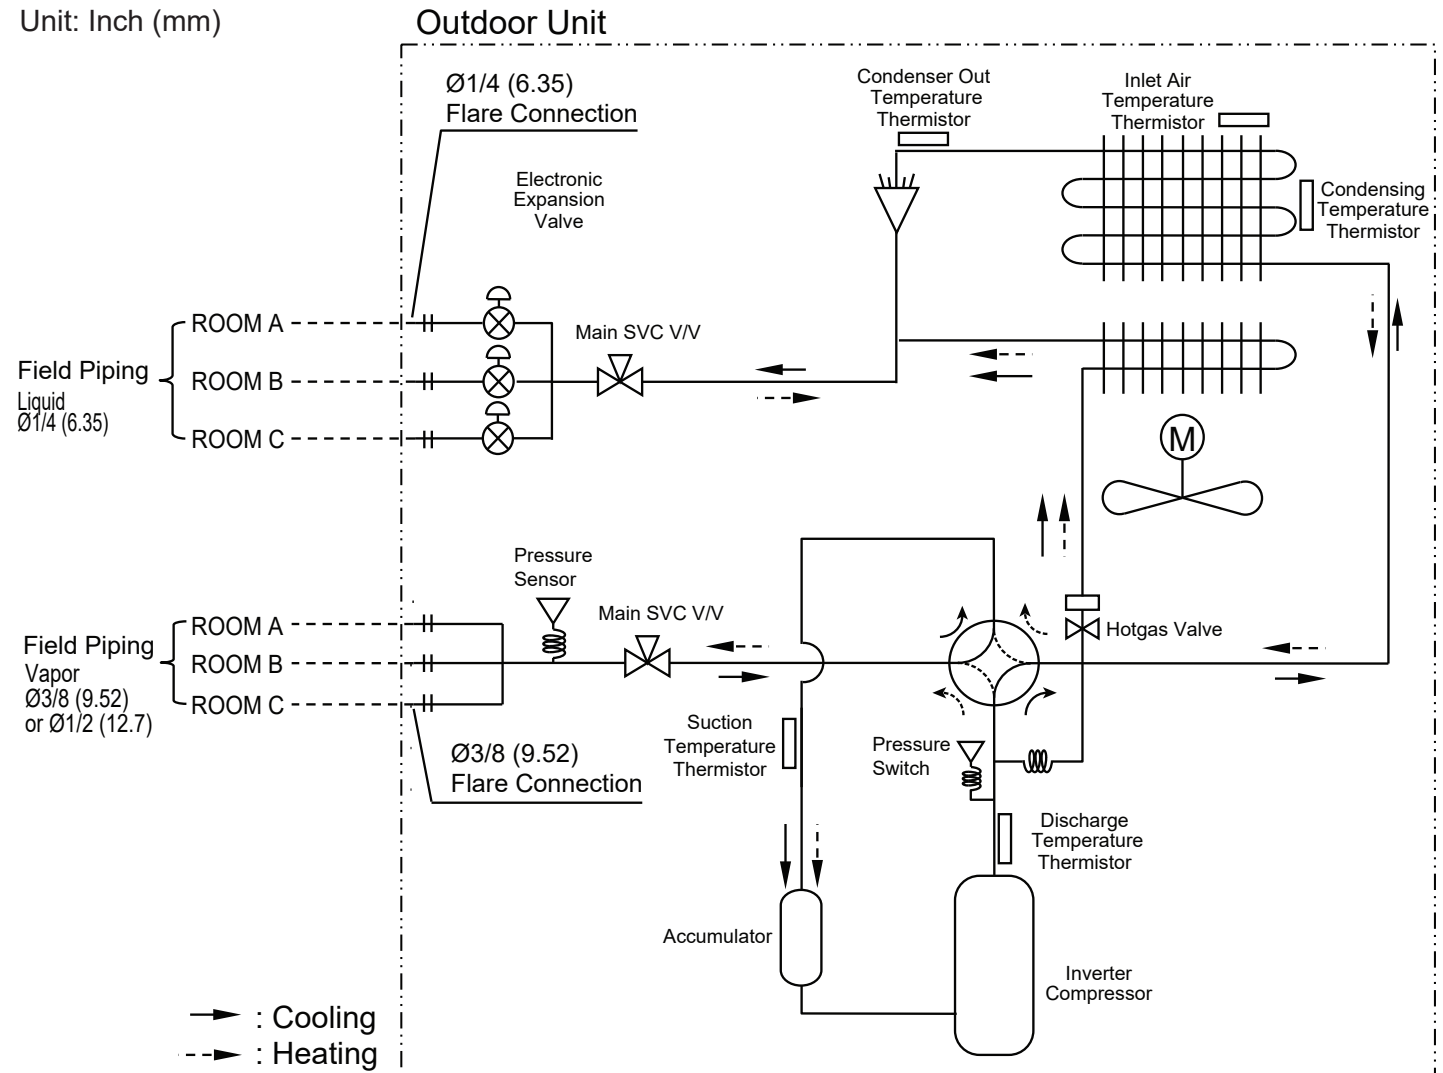 Unit: Inch (mm)
Outdoor Unit
Ø1/4 (6.35)
Flare Connection
Condenser Out
Temperature
Thermistor
Inlet Air
Temperature
Thermistor
Electronic
Expansion
Valve
Condensing
Temperature
Thermistor
ROOM A
Main SVC V/V
Field Piping
Liquid
Ø1/4 (6.35)
ROOM B
ROOM C
M
Pressure
Sensor
Main SVC V/V
Hotgas Valve
Field Piping
Vapor
Ø3/8 (9.52)
or Ø1/2 (12.7)
ROOM A
ROOM B
ROOM C
Ø3/8 (9.52)
Flare Connection
Suction
Temperature
Thermistor
Pressure
Switch
Discharge
Temperature
Thermistor
Accumulator
Inverter
Compressor
: Cooling
: Heating